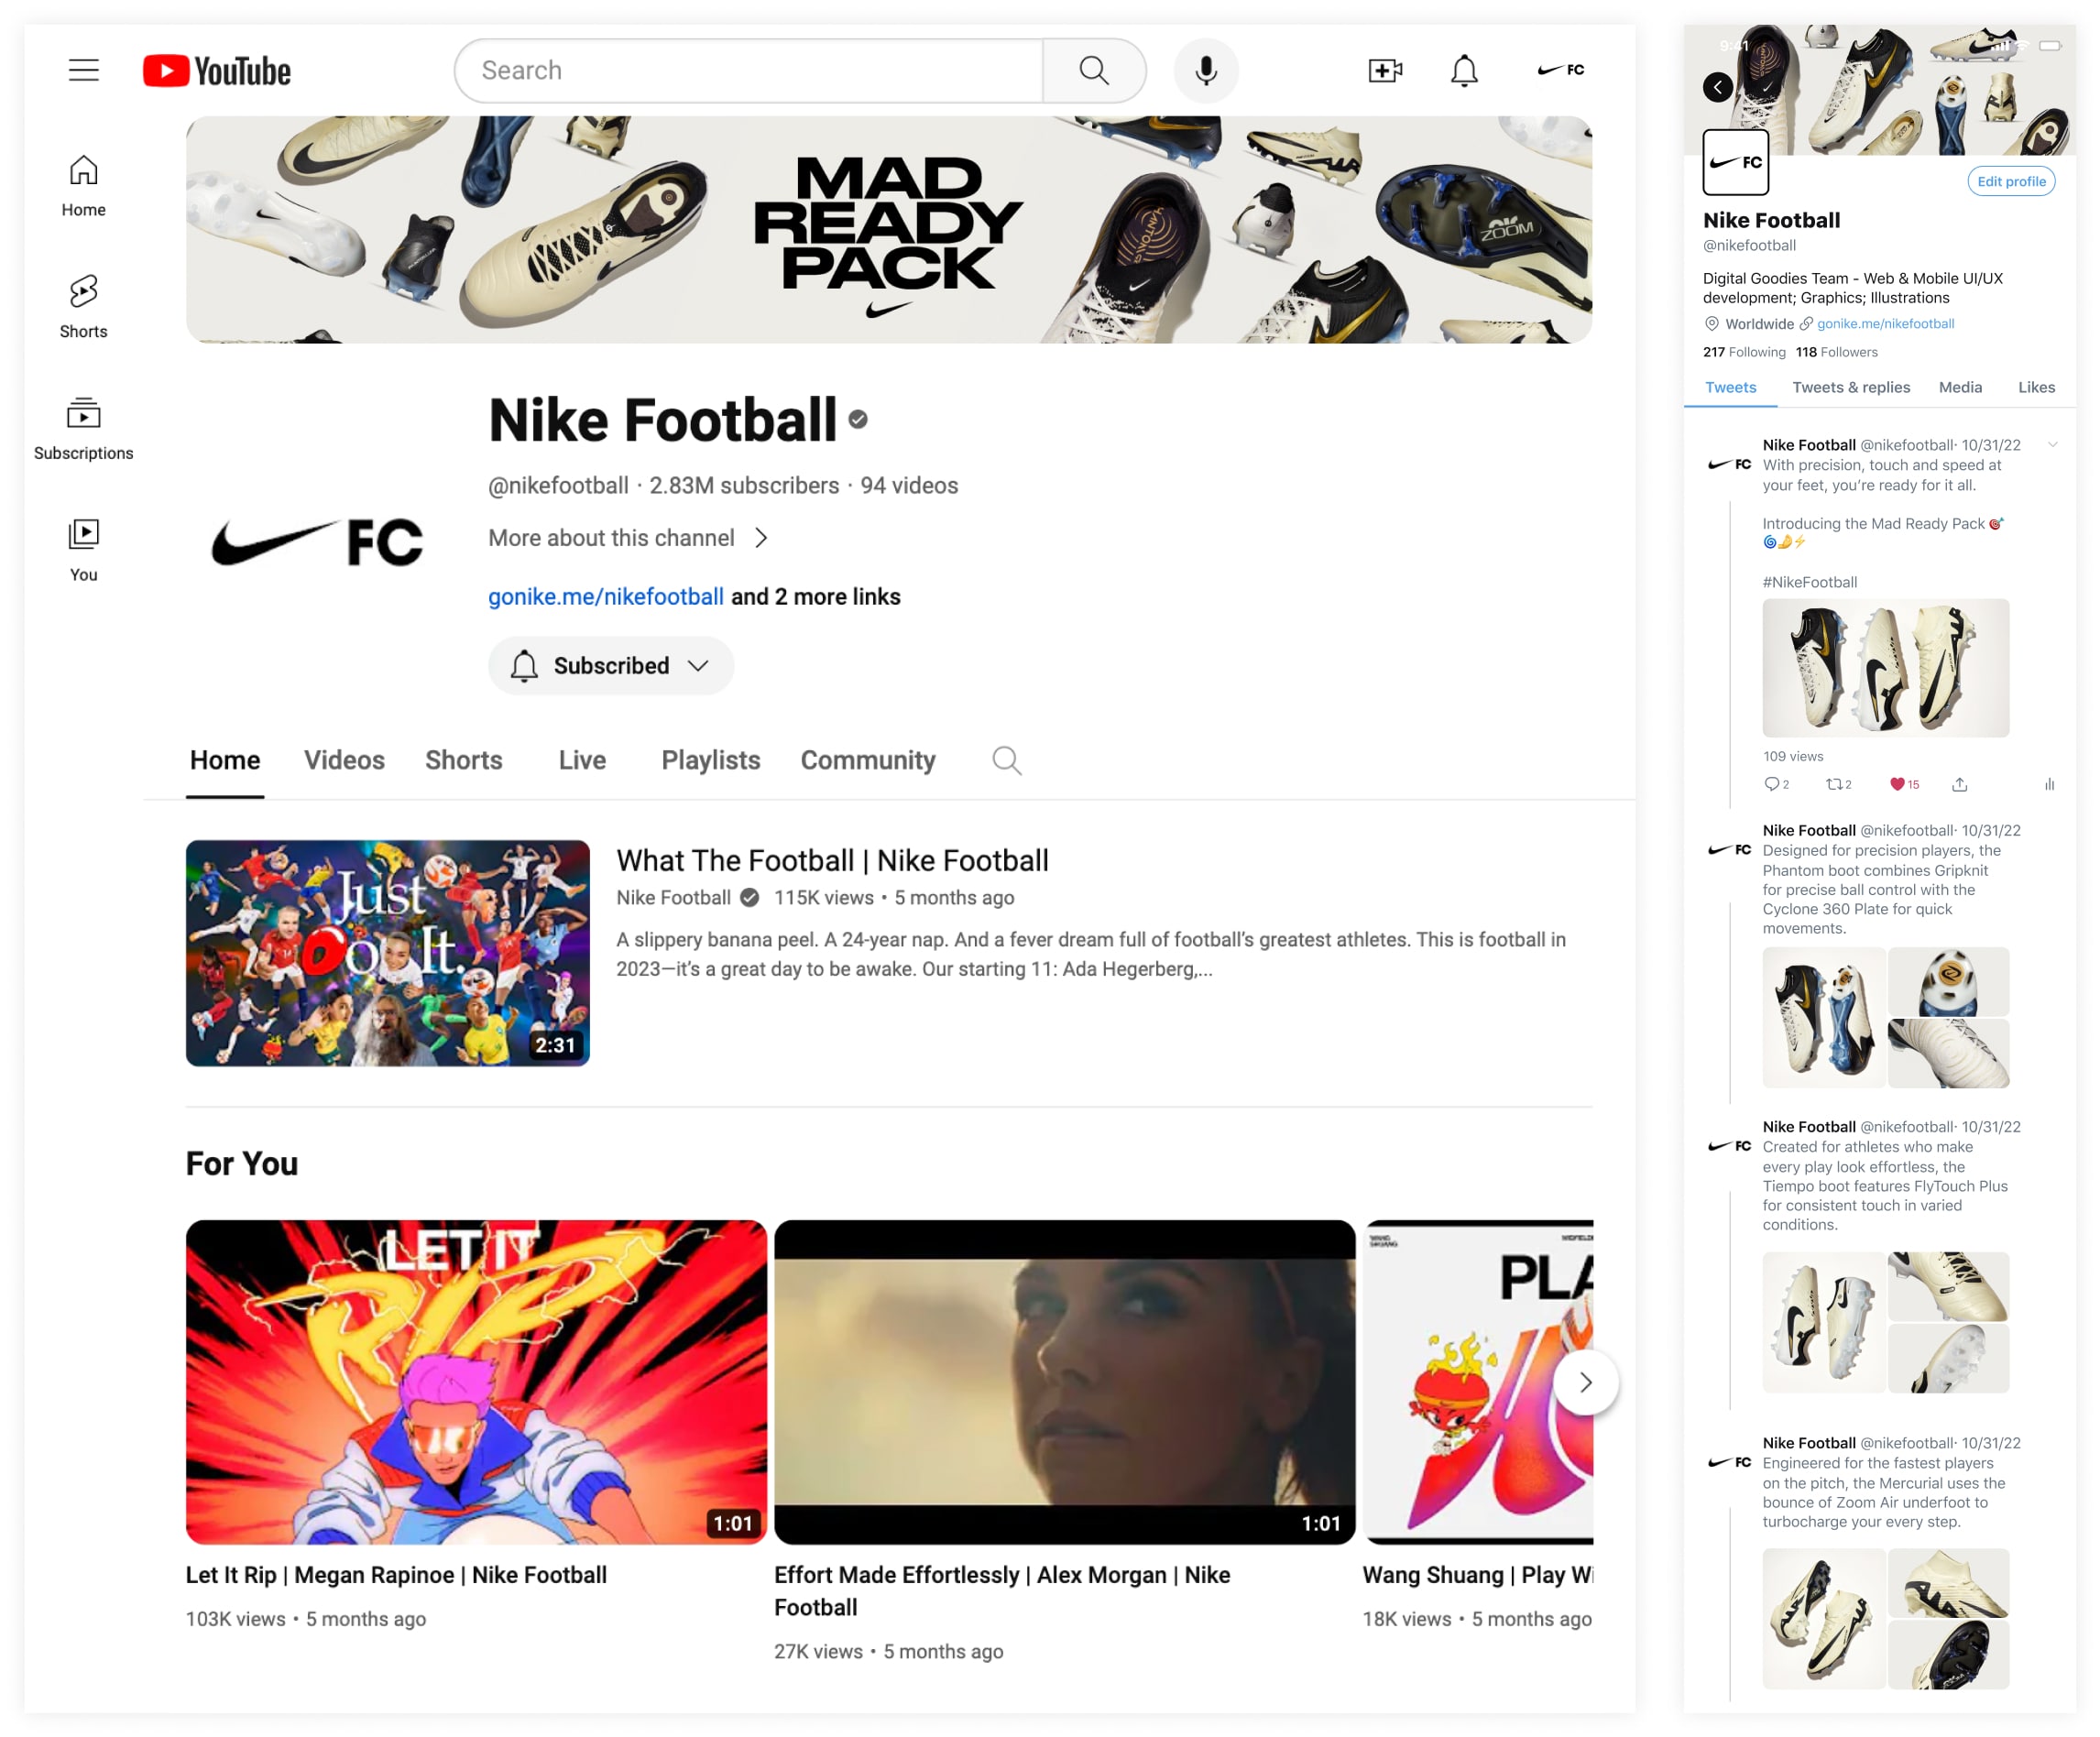 YouTube
Search
FC
Home
Shorts
Subscriptions
You
MAD
READY
PACK
ZOOM
Nike Football
@nikefootball · 2.83M subscribers · 94 videos
More about this channel
FC
gonike.me/nikefootball and 2 more links
Subscribed
Home Videos Shorts Live Playlists Community
Just
Do It.
2:31
What The Football | Nike Football
Nike Football 115K views • 5 months ago
A slippery banana peel. A 24-year nap. And a fever dream full of football’s greatest athletes. This is football in
2023—it’s a great day to be awake. Our starting 11: Ada Hegerberg,...
For You
LET IT
RIP
1:01
Let It Rip | Megan Rapinoe | Nike Football
103K views • 5 months ago
1:01
Effort Made Effortlessly | Alex Morgan | Nike
Football
27K views • 5 months ago
WANG
SHUANG
PLA
Wang Shuang | Play Wi
18K views • 5 months ago
9:41
FC
Edit profile
Nike Football
@nikefootball
Digital Goodies Team - Web & Mobile UI/UX
development; Graphics; Illustrations
Worldwide gonike.me/nikefootball
217 Following 118 Followers
Tweets Tweets & replies Media Likes
FC
Nike Football @nikefootball· 10/31/22
With precision, touch and speed at
your feet, you’re ready for it all.
Introducing the Mad Ready Pack 🎯
🌀🤌⚡
#NikeFootball
109 views
2 2 15
FC
Nike Football @nikefootball· 10/31/22
Designed for precision players, the
Phantom boot combines Gripknit
for precise ball control with the
Cyclone 360 Plate for quick
movements.
FC
Nike Football @nikefootball· 10/31/22
Created for athletes who make
every play look effortless, the
Tiempo boot features FlyTouch Plus
for consistent touch in varied
conditions.
FC
Nike Football @nikefootball· 10/31/22
Engineered for the fastest players
on the pitch, the Mercurial uses the
bounce of Zoom Air underfoot to
turbocharge your every step.